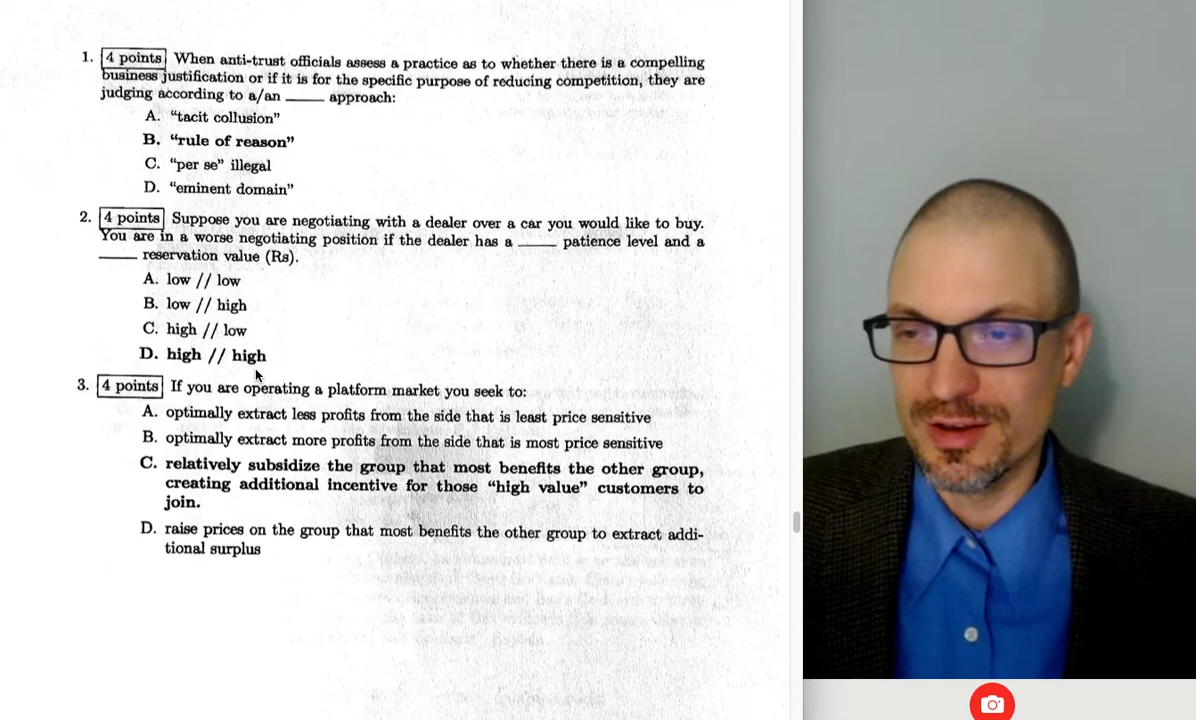 1. 4 points When anti-trust officials assess a practice as to whether there is a compelling
business justification or if it is for the specific purpose of reducing competition, they are
judging according to a/an ____ approach:
A. “tacit collusion”
B. “rule of reason”
C. “per se” illegal
D. “eminent domain”
2. 4 points Suppose you are negotiating with a dealer over a car you would like to buy.
You are in a worse negotiating position if the dealer has a ____ patience level and a
____ reservation value (Rs).
A. low // low
B. low // high
C. high // low
D. high // high
3. 4 points If you are operating a platform market you seek to:
A. optimally extract less profits from the side that is least price sensitive
B. optimally extract more profits from the side that is most price sensitive
C. relatively subsidize the group that most benefits the other group,
creating additional incentive for those “high value” customers to
join.
D. raise prices on the group that most benefits the other group to extract addi-
tional surplus